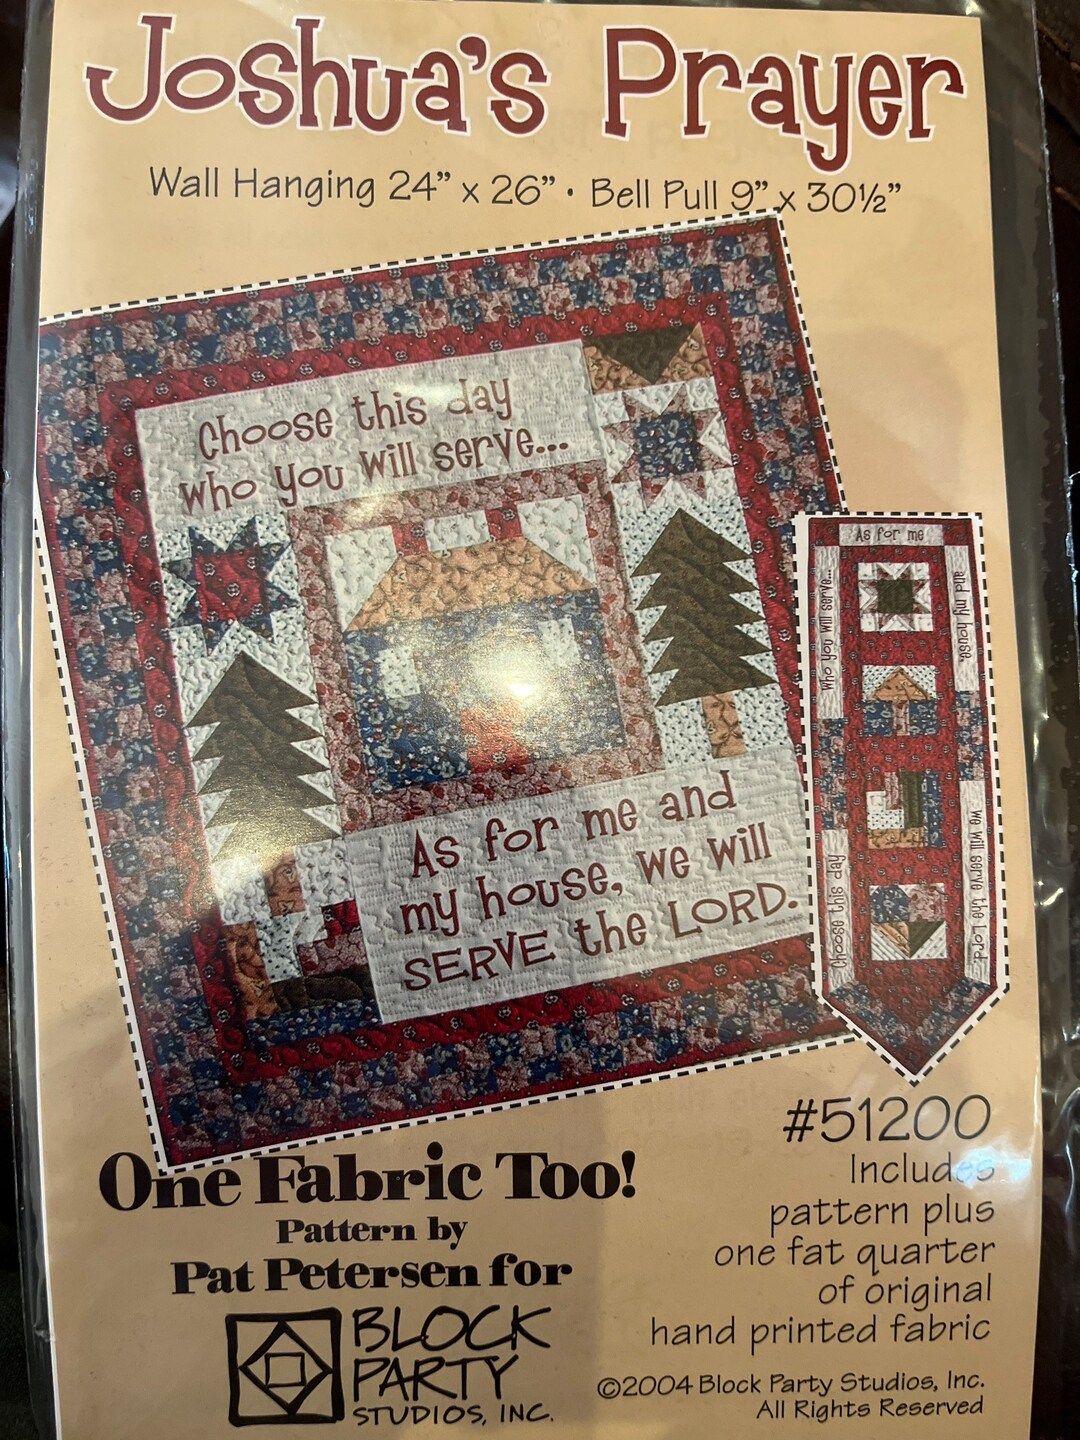 Joshua's Prayer
Wall Hanging 24" x 26" • Bell Pull 9" x 30½"
Choose this day
who you will serve...
As for me and
my house, we will
SERVE the LORD.
As for me
and my house,
we will serve the Lord.
Choose this day
who you will serve...
#51200
Includes
pattern plus
one fat quarter
of original
hand printed fabric
One Fabric Too!
Pattern by
Pat Petersen for
BLOCK
PARTY
STUDIOS, INC.
©2004 Block Party Studios, Inc.
All Rights Reserved